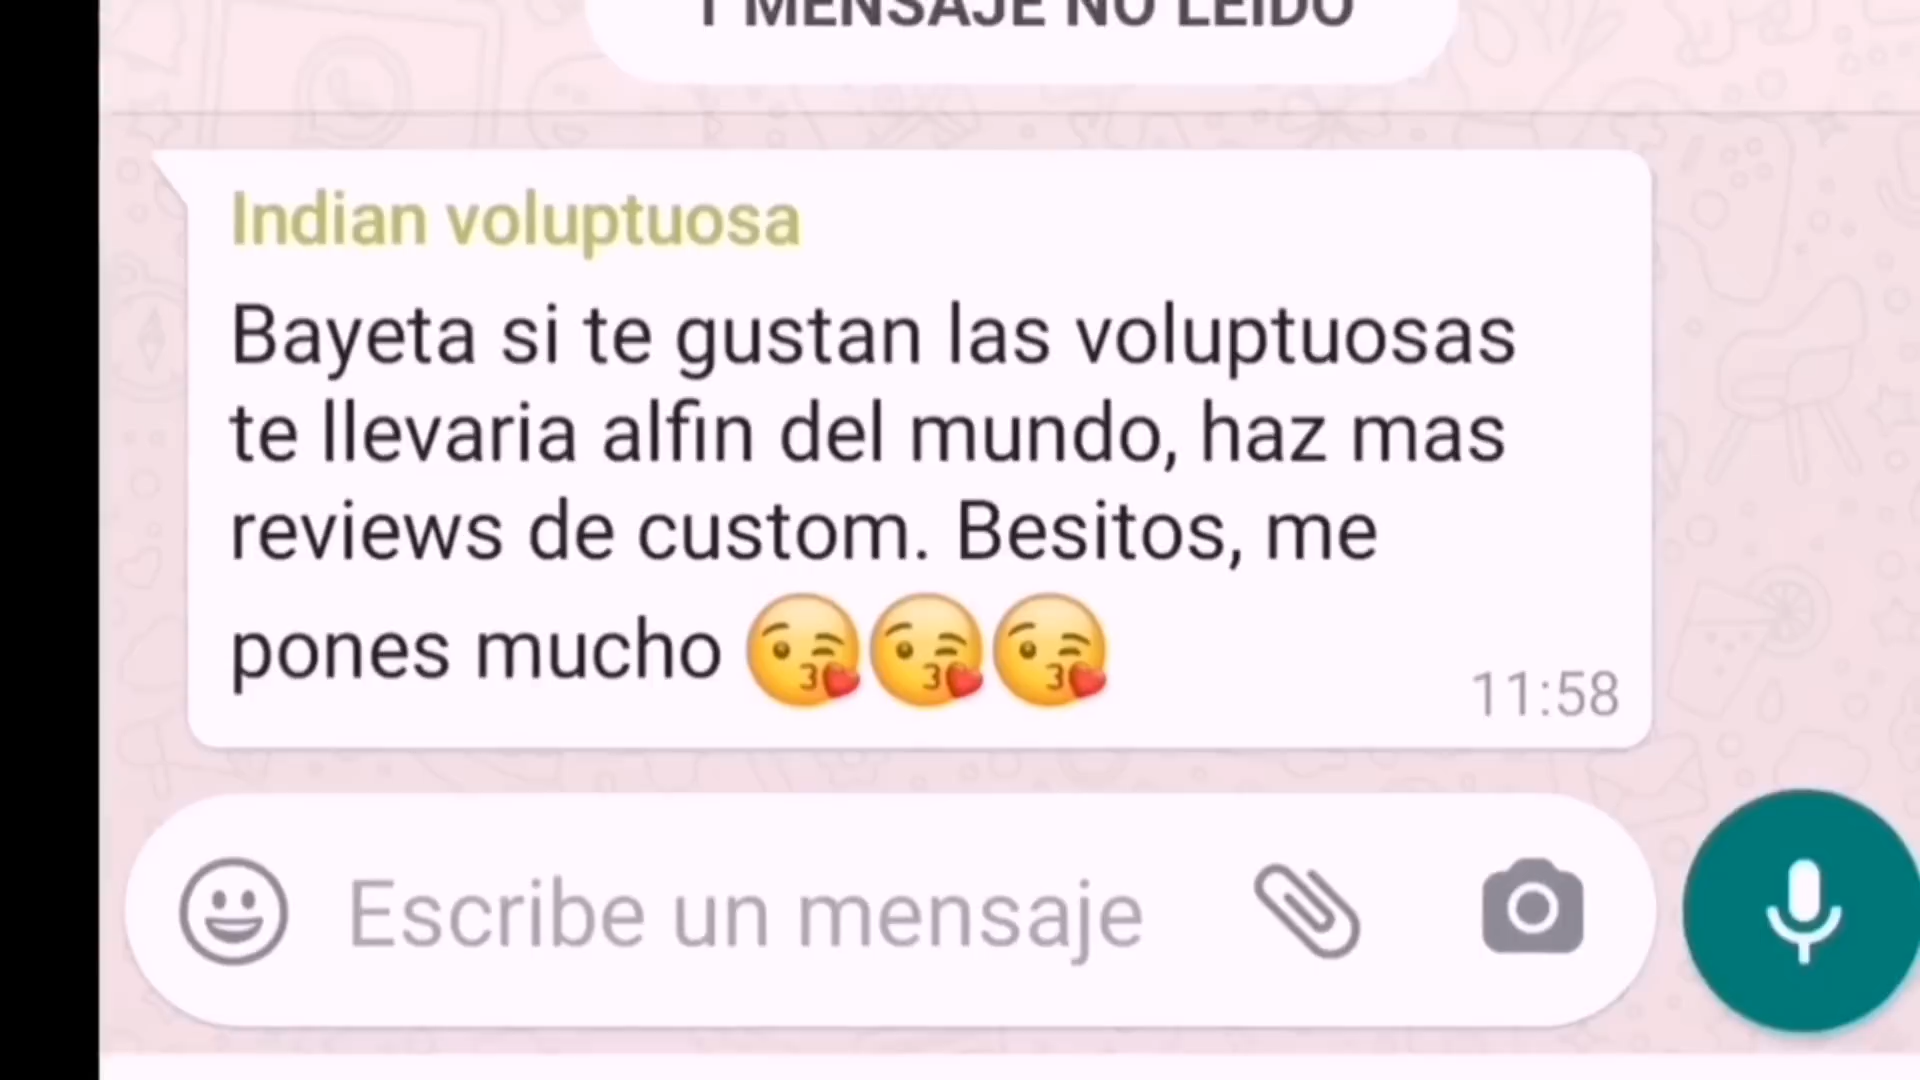 1 MENSAJE NO LEÍDO
Indian voluptuosa
Bayeta si te gustan las voluptuosas
te llevaria alfin del mundo, haz mas
reviews de custom. Besitos, me
pones mucho 😘😘😘
11:58
Escribe un mensaje